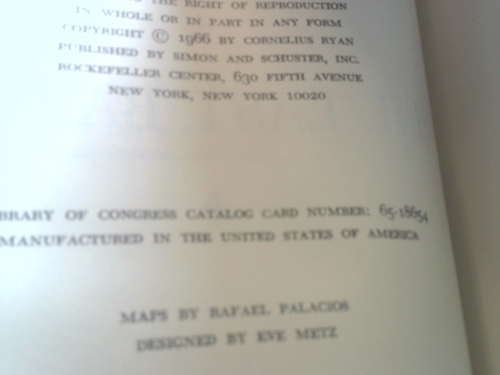 THE RIGHT OF REPRODUCTION
IN WHOLE OR IN PART IN ANY FORM
COPYRIGHT © 1966 BY CORNELIUS RYAN
PUBLISHED BY SIMON AND SCHUSTER, INC.
ROCKEFELLER CENTER, 630 FIFTH AVENUE
NEW YORK, NEW YORK 10020
BRARY OF CONGRESS CATALOG CARD NUMBER: 65-18654
MANUFACTURED IN THE UNITED STATES OF AMERICA
MAPS BY RAFAEL PALACIOS
DESIGNED BY EVE METZ